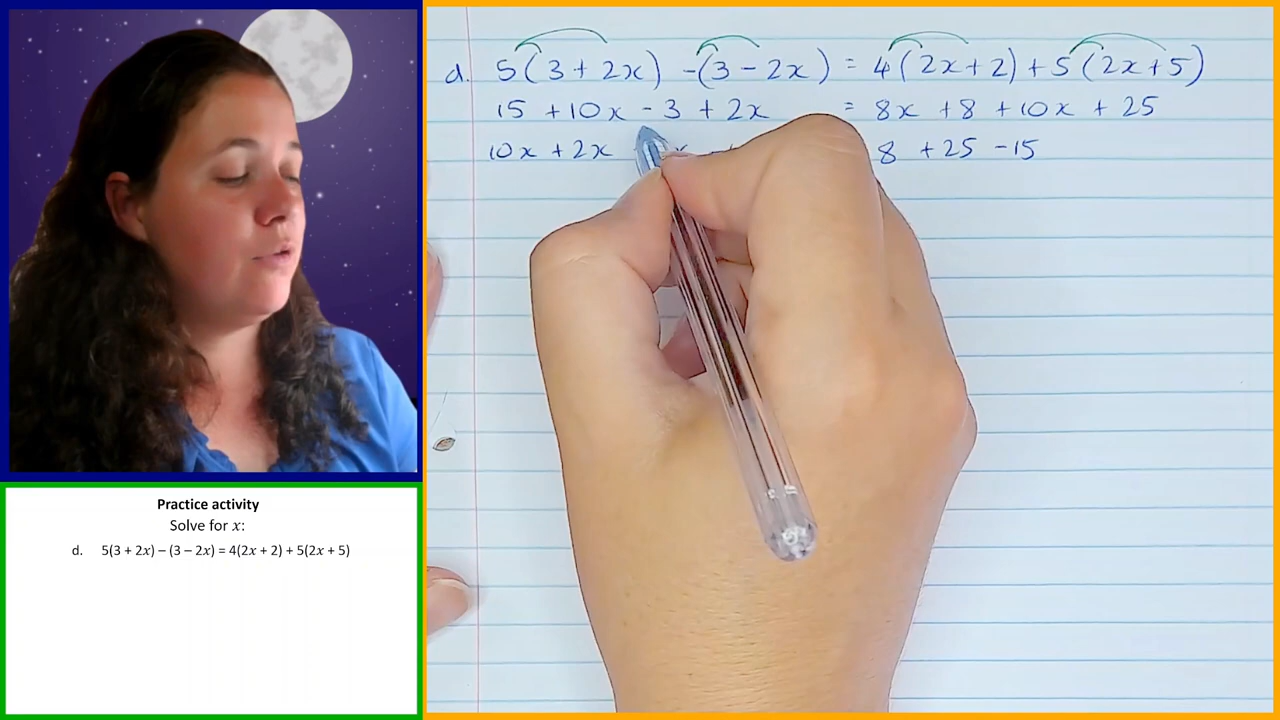 d. 5(3 + 2x) -(3 - 2x) = 4(2x + 2) + 5(2x + 5)
15 + 10x - 3 + 2x = 8x + 8 + 10x + 25
10x + 2x 8 + 25 - 15
Practice activity
Solve for x:
d. 5(3 + 2x) – (3 – 2x) = 4(2x + 2) + 5(2x + 5)